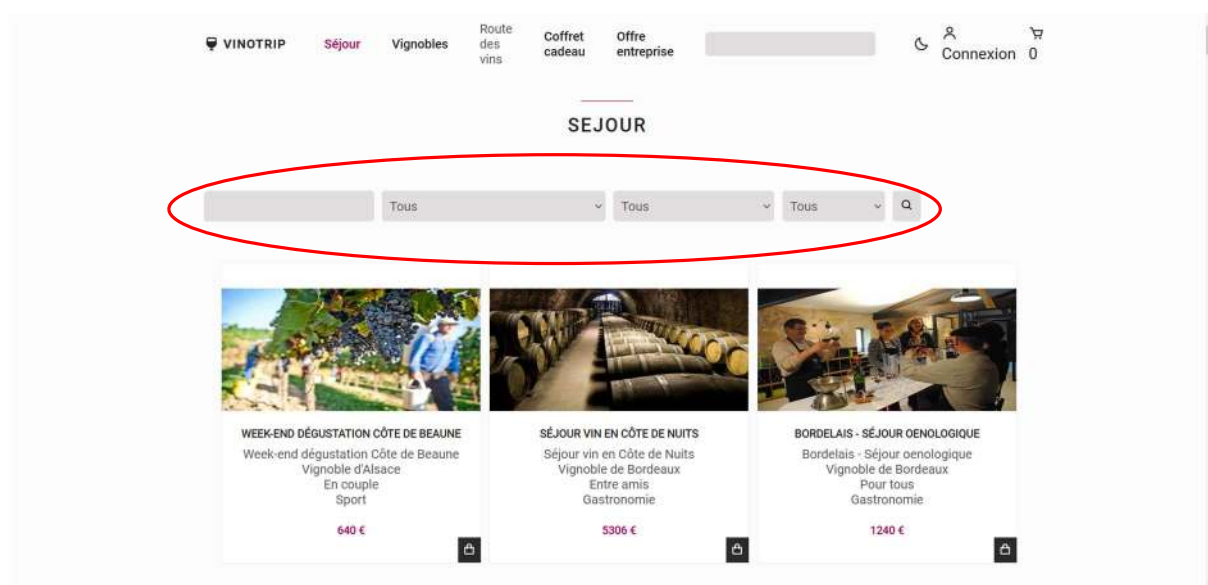 VINOTRIP Séjour Vignobles Route des vins Coffret cadeau Offre entreprise Connexion 0
SEJOUR
Tous Tous Tous
WEEK-END DÉGUSTATION CÔTE DE BEAUNE
Week-end dégustation Côte de Beaune
Vignoble d'Alsace
En couple
Sport
640 €
SÉJOUR VIN EN CÔTE DE NUITS
Séjour vin en Côte de Nuits
Vignoble de Bordeaux
Entre amis
Gastronomie
5306 €
BORDELAIS - SÉJOUR OENOLOGIQUE
Bordelais - Séjour oenologique
Vignoble de Bordeaux
Pour tous
Gastronomie
1240 €